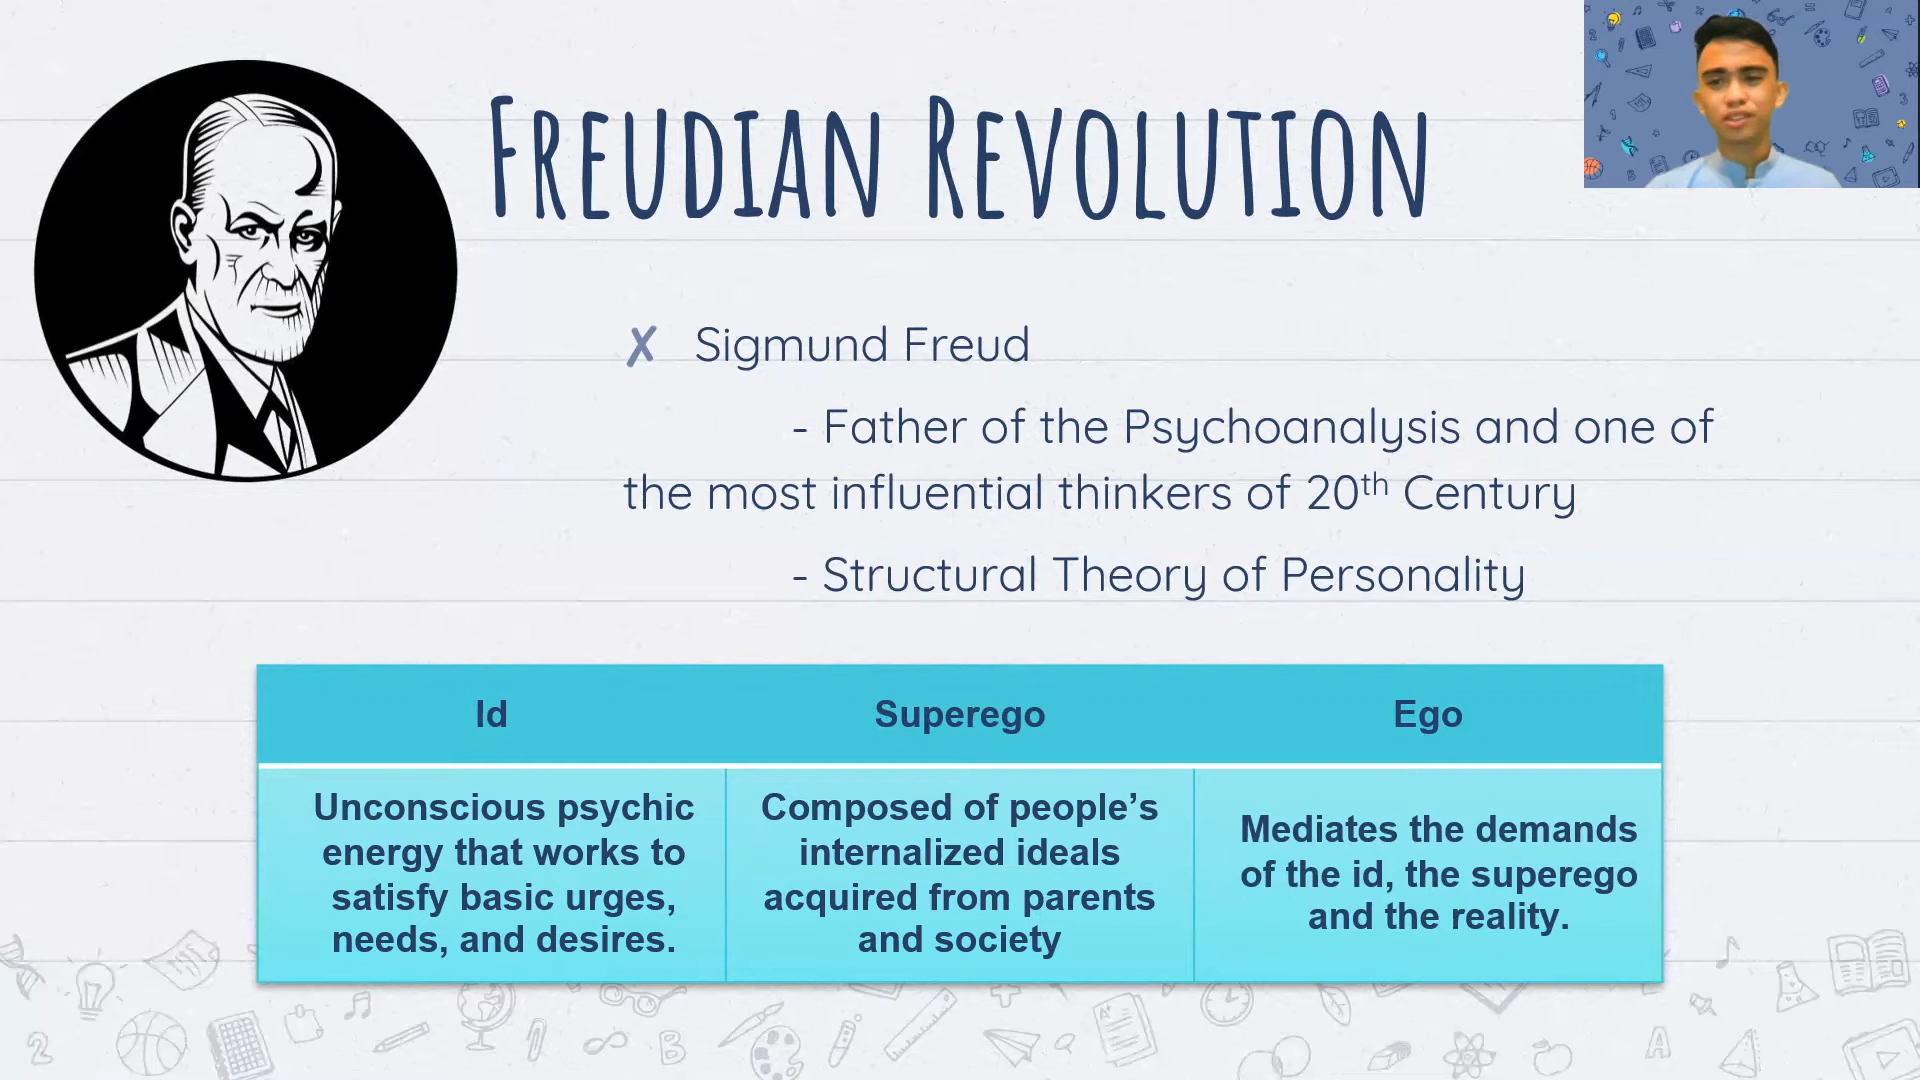 FREUDIAN REVOLUTION
✗ Sigmund Freud
- Father of the Psychoanalysis and one of
the most influential thinkers of 20th Century
- Structural Theory of Personality
Id
Superego
Ego
Unconscious psychic
energy that works to
satisfy basic urges,
needs, and desires.
Composed of people’s
internalized ideals
acquired from parents
and society
Mediates the demands
of the id, the superego
and the reality.
2
B
A+
A